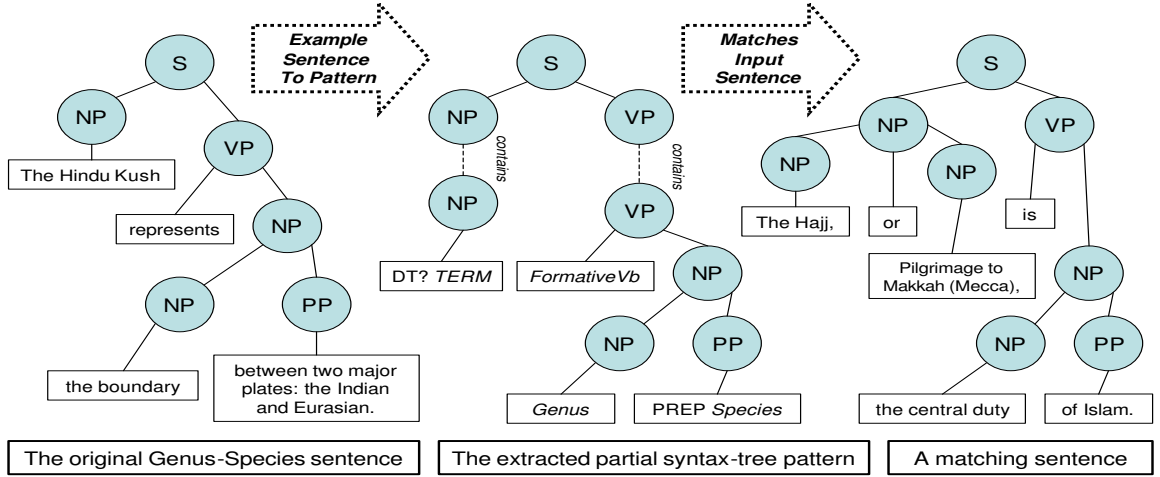 Example
Sentence
To Pattern
Matches
Input
Sentence
S
NP
VP
The Hindu Kush
represents
NP
NP
PP
the boundary
between two major
plates: the Indian
and Eurasian.
The original Genus-Species sentence
S
NP
VP
contains
contains
NP
VP
DT? TERM
FormativeVb
NP
NP
PP
Genus
PREP Species
The extracted partial syntax-tree pattern
S
NP
VP
NP
NP
The Hajj,
or
is
Pilgrimage to
Makkah (Mecca),
NP
NP
PP
the central duty
of Islam.
A matching sentence